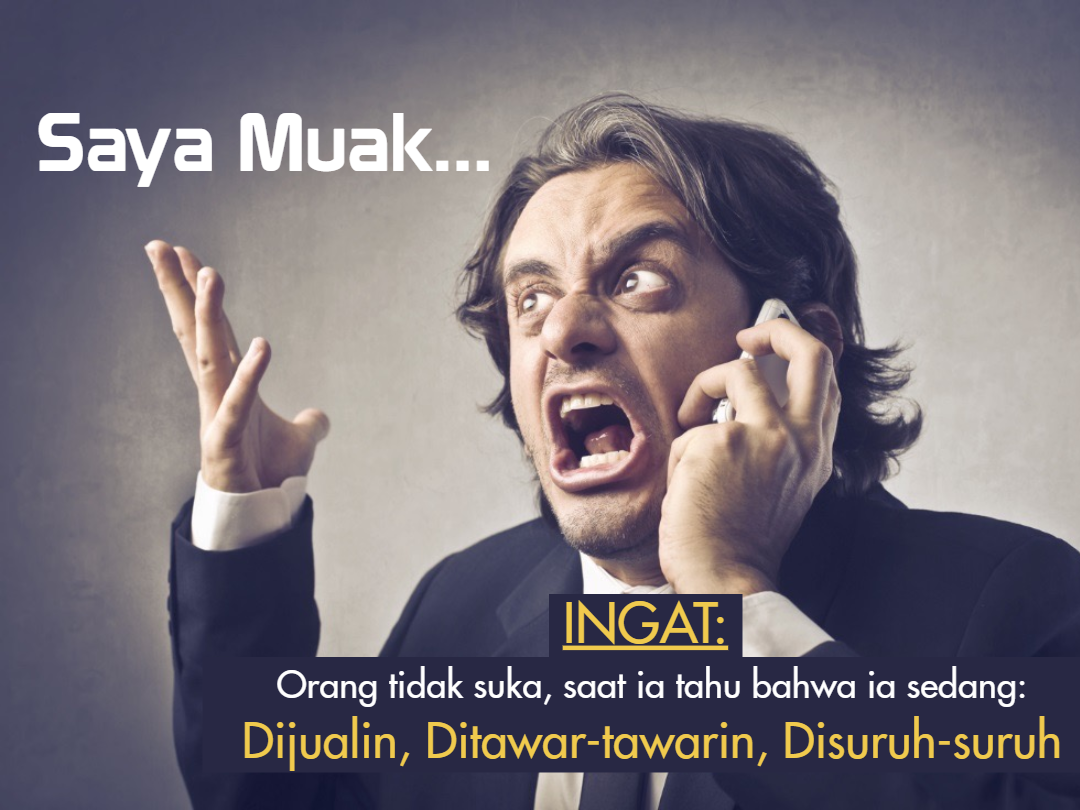 Saya Muak...
INGAT:
Orang tidak suka, saat ia tahu bahwa ia sedang:
Dijualin, Ditawar-tawarin, Disuruh-suruh